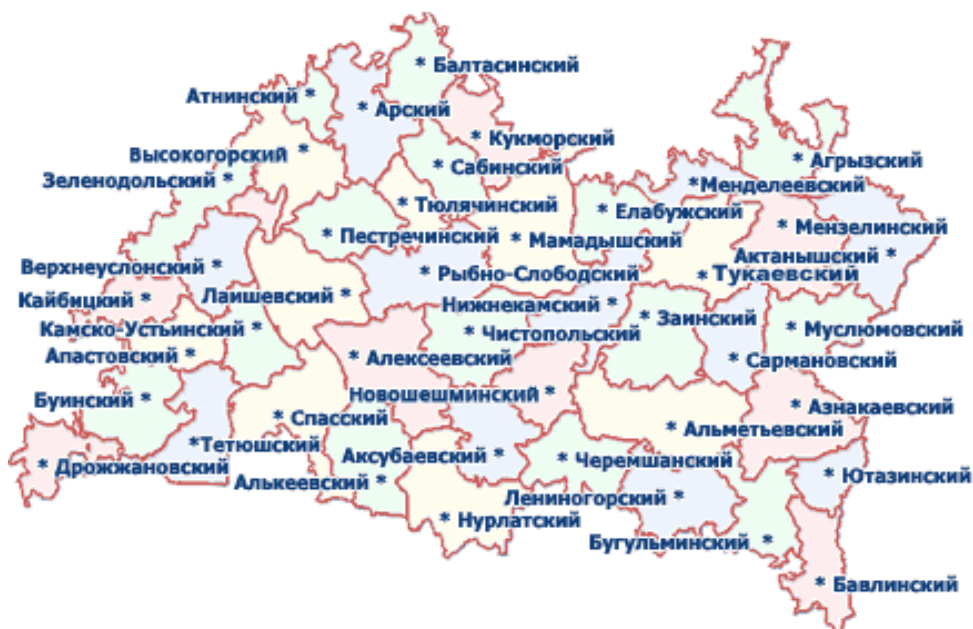 * Балтасинский
Атнинский *
* Арский
* Кукморский
Высокогорский *
* Сабинский
* Агрызский
Зеленодольский *
* Менделеевский
* Тюлячинский
* Елабужский
* Мензелинский
* Пестречинский
* Мамадышский
Актанышский *
Верхнеуслонский *
* Рыбно-Слободский
* Тукаевский
Кайбицкий *
Лаишевский *
Нижнекамский *
Камско-Устьинский *
* Чистопольский
* Заинский
* Муслюмовский
Апастовский *
* Алексеевский
* Сармановский
Буинский *
Новошешминский *
* Спасский
* Азнакаевский
* Альметьевский
* Тетюшский
Аксубаевский *
* Черемшанский
* Дрожжановский
Алькеевский *
* Ютазинский
Лениногорский *
* Нурлатский
Бугульминский *
* Бавлинский